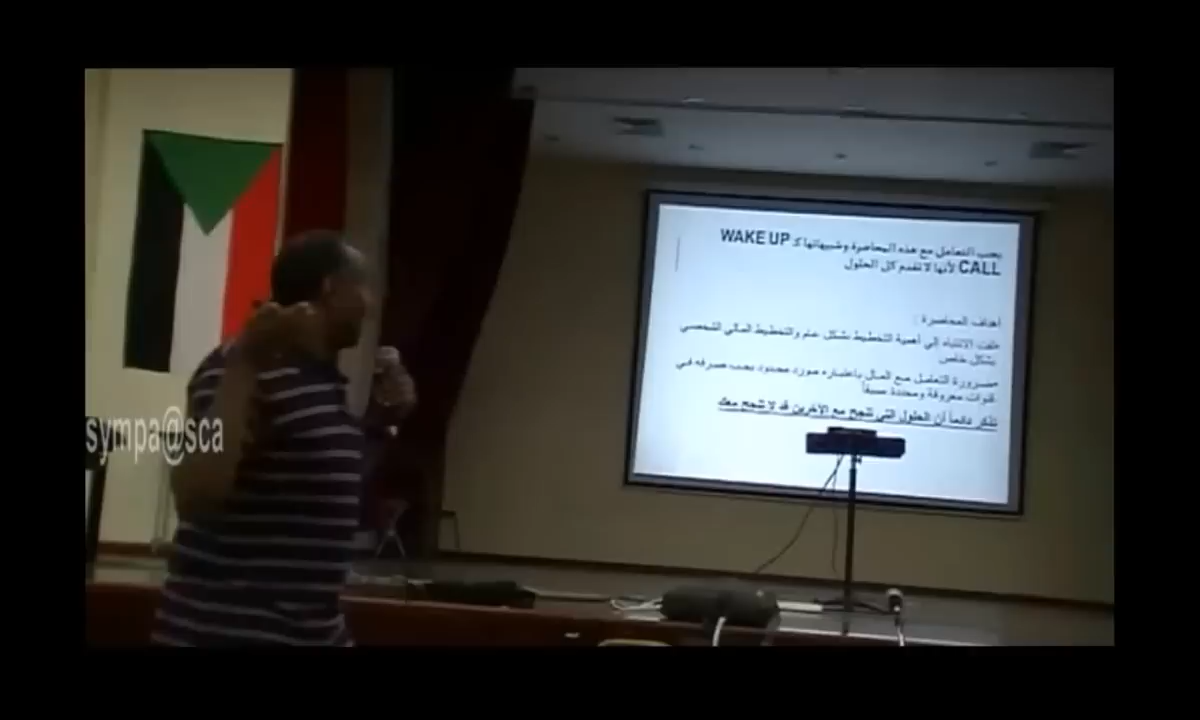 يجب التعامل مع هذه المحاضرة وشبيهاتها كـ WAKE UP
CALL لأنها لا تقدم كل الحلول
أهداف المحاضرة :
لفت الانتباه إلى أهمية التخطيط بشكل عام والتخطيط المالي الشخصي
بشكل خاص
ضرورة التعامل مع المال باعتباره مورد محدود يجب صرفه في
قنوات معروفة ومحددة مسبقاً
تذكر دائماً أن الحلول التي تنجح مع الآخرين قد لا تنجح معك
sympa@sca